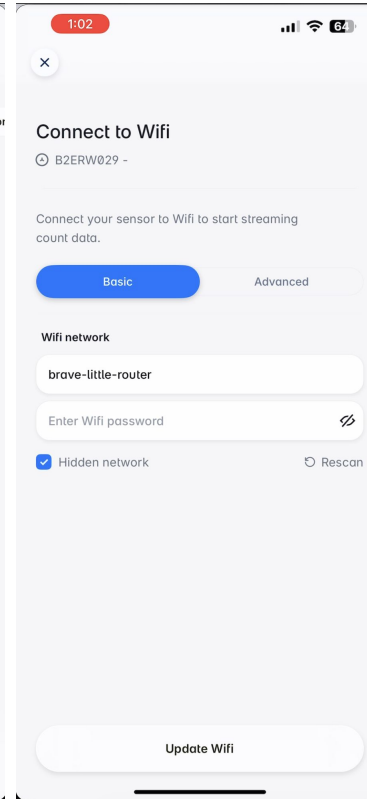 1:02
64
Connect to Wifi
B2ERW029 -
Connect your sensor to Wifi to start streaming
count data.
Basic
Advanced
Wifi network
brave-little-router
Enter Wifi password
Hidden network
Rescan
Update Wifi